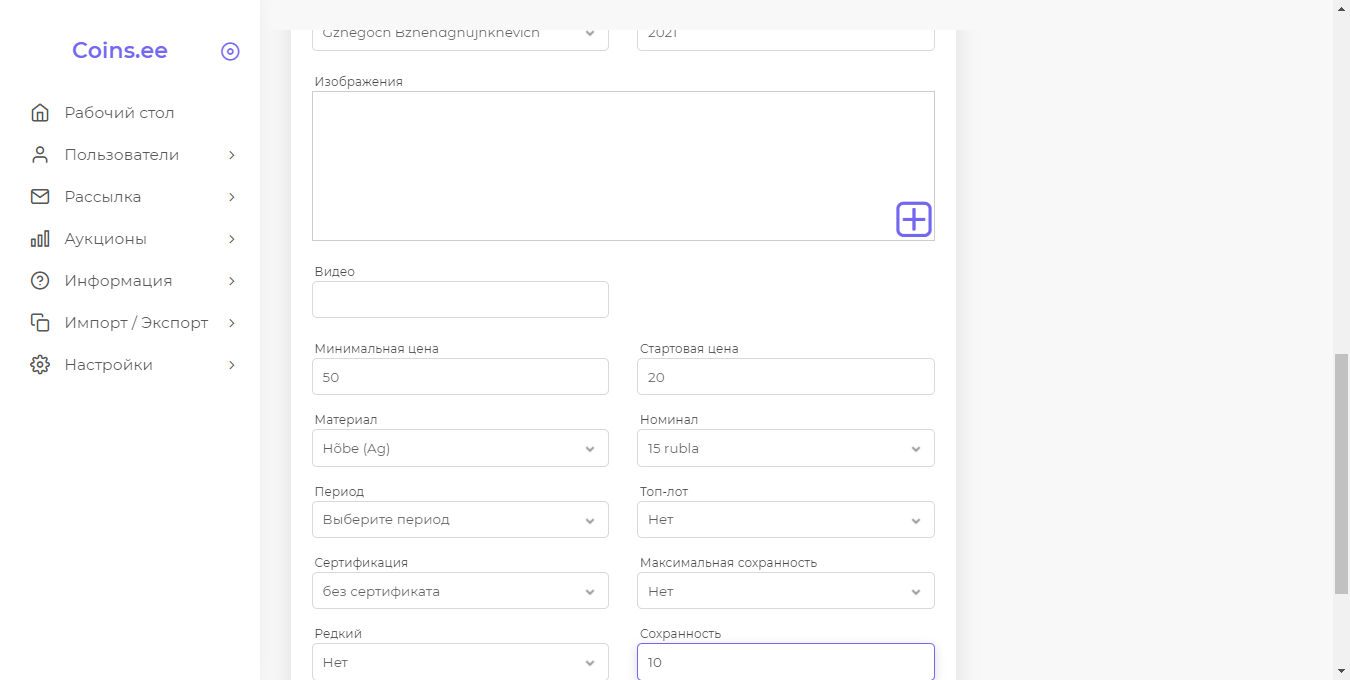 Coins.ee
Рабочий стол
Пользователи
Рассылка
Аукционы
Информация
Импорт / Экспорт
Настройки
2021
Изображения
Видео
Минимальная цена
Стартовая цена
50
20
Материал
Номинал
Hõbe (Ag)
15 rubla
Период
Топ-лот
Выберите период
Нет
Сертификация
Максимальная сохранность
без сертификата
Нет
Редкий
Сохранность
Нет
10